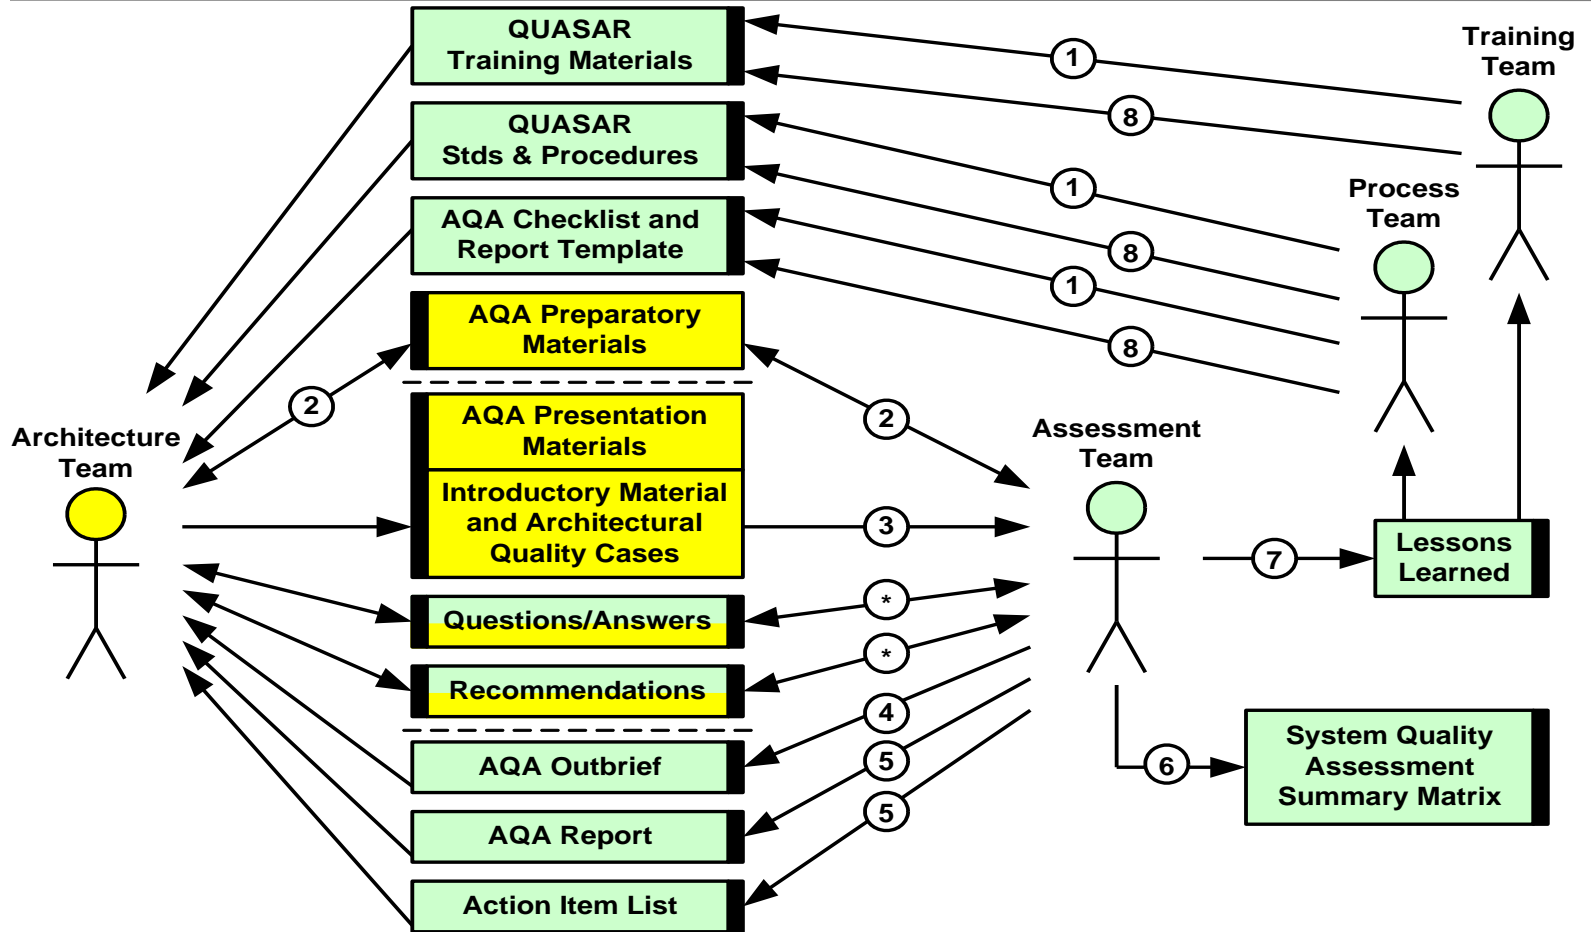 QUASAR
Training Materials
1
8
Training
Team
QUASAR
Stds & Procedures
1
8
Process
Team
AQA Checklist and
Report Template
1
8
AQA Preparatory
Materials
2
2
Architecture
Team
AQA Presentation
Materials
Introductory Material
and Architectural
Quality Cases
3
Assessment
Team
7
Lessons
Learned
Questions/Answers
*
Recommendations
*
4
AQA Outbrief
5
AQA Report
5
Action Item List
6
System Quality
Assessment
Summary Matrix